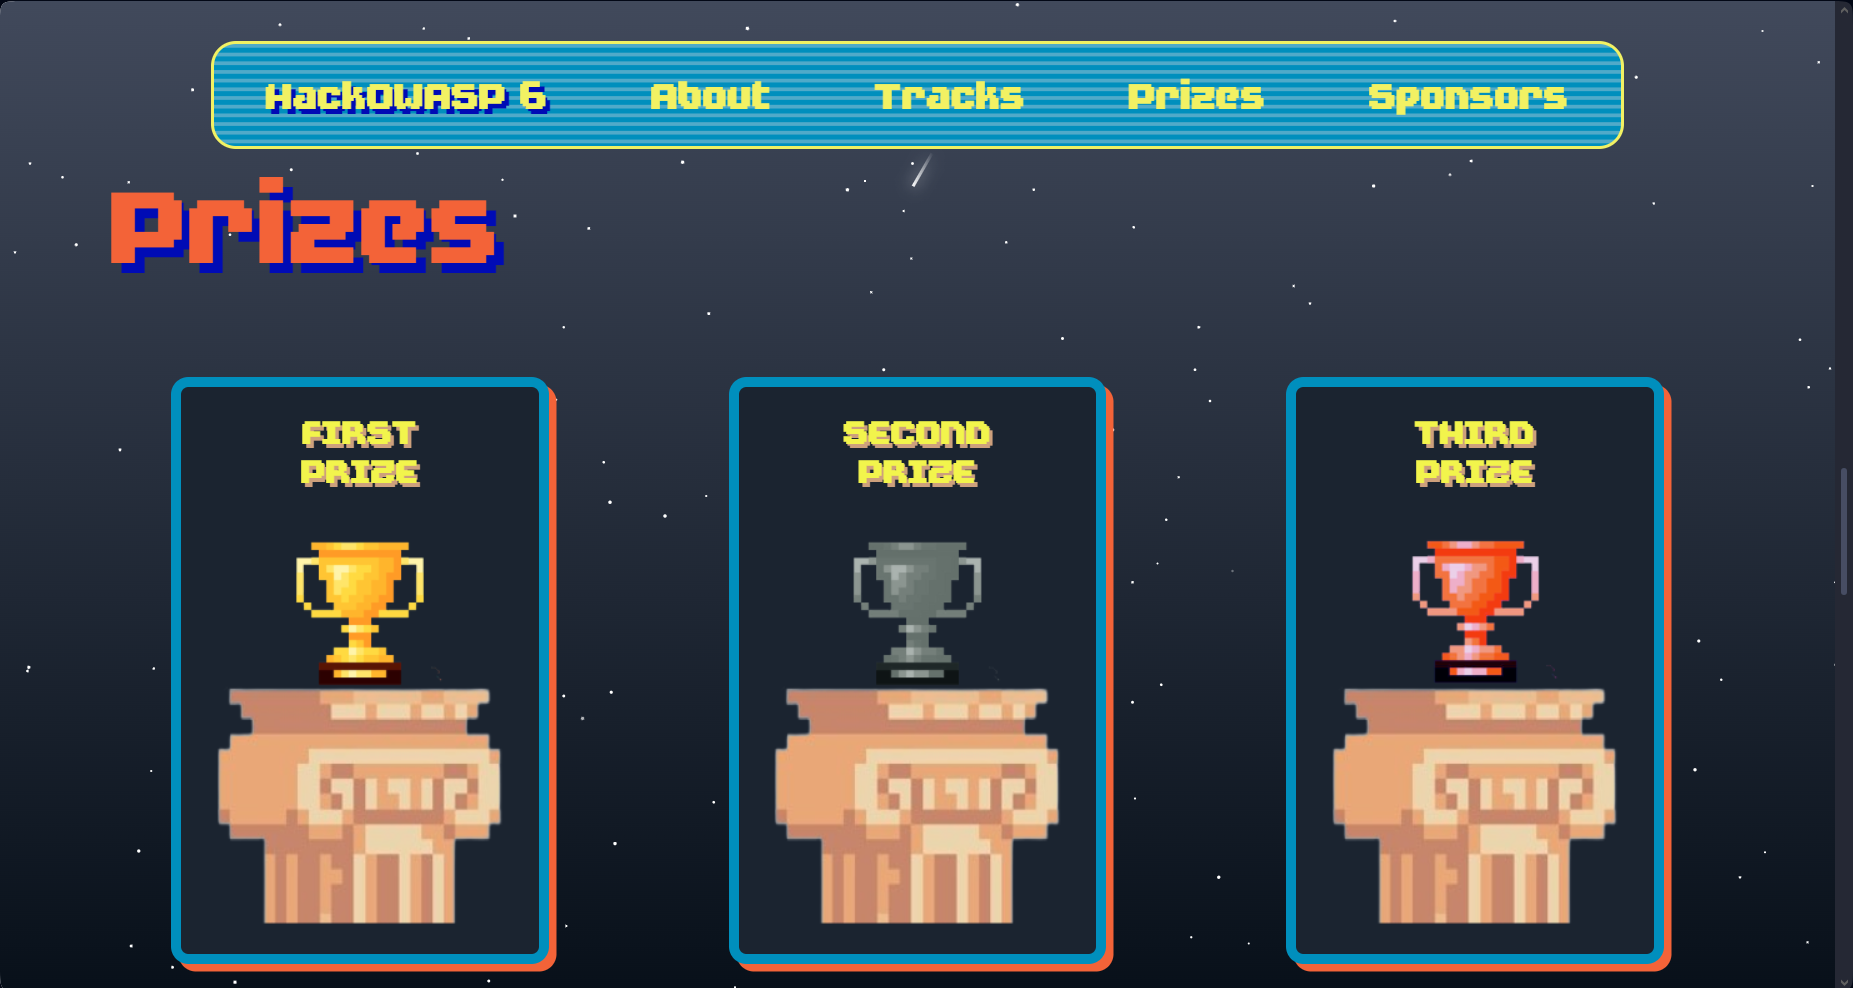 HackOWASP 6 About Tracks Prizes Sponsors
Prizes
FIRST
PRIZE
SECOND
PRIZE
THIRD
PRIZE